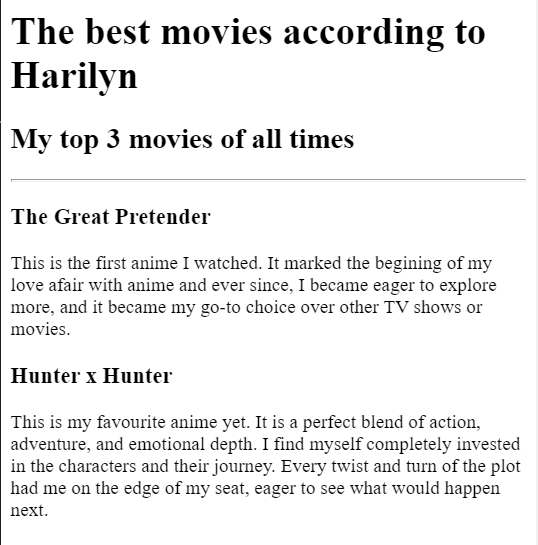 The best movies according to
Harilyn
My top 3 movies of all times
The Great Pretender
This is the first anime I watched. It marked the begining of my
love afair with anime and ever since, I became eager to explore
more, and it became my go-to choice over other TV shows or
movies.
Hunter x Hunter
This is my favourite anime yet. It is a perfect blend of action,
adventure, and emotional depth. I find myself completely invested
in the characters and their journey. Every twist and turn of the plot
had me on the edge of my seat, eager to see what would happen
next.